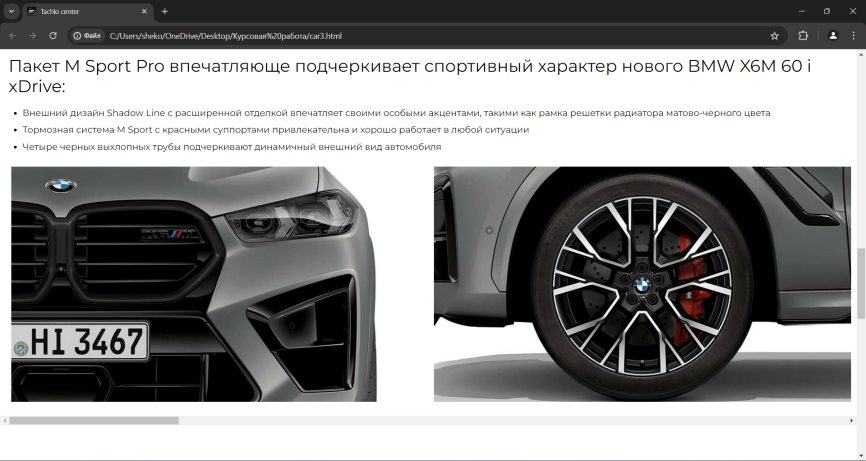 Tachki center
Файл
C:/Users/sheko/OneDrive/Desktop/Курсовая%20работа/car3.html
Пакет M Sport Pro впечатляюще подчеркивает спортивный характер нового BMW X6M 60 i
xDrive:
Внешний дизайн Shadow Line с расширенной отделкой впечатляет своими особыми акцентами, такими как рамка решетки радиатора матово-черного цвета
Тормозная система M Sport с красными суппортами привлекательна и хорошо работает в любой ситуации
Четыре черных выхлопных трубы подчеркивают динамичный внешний вид автомобиля
HI 3467